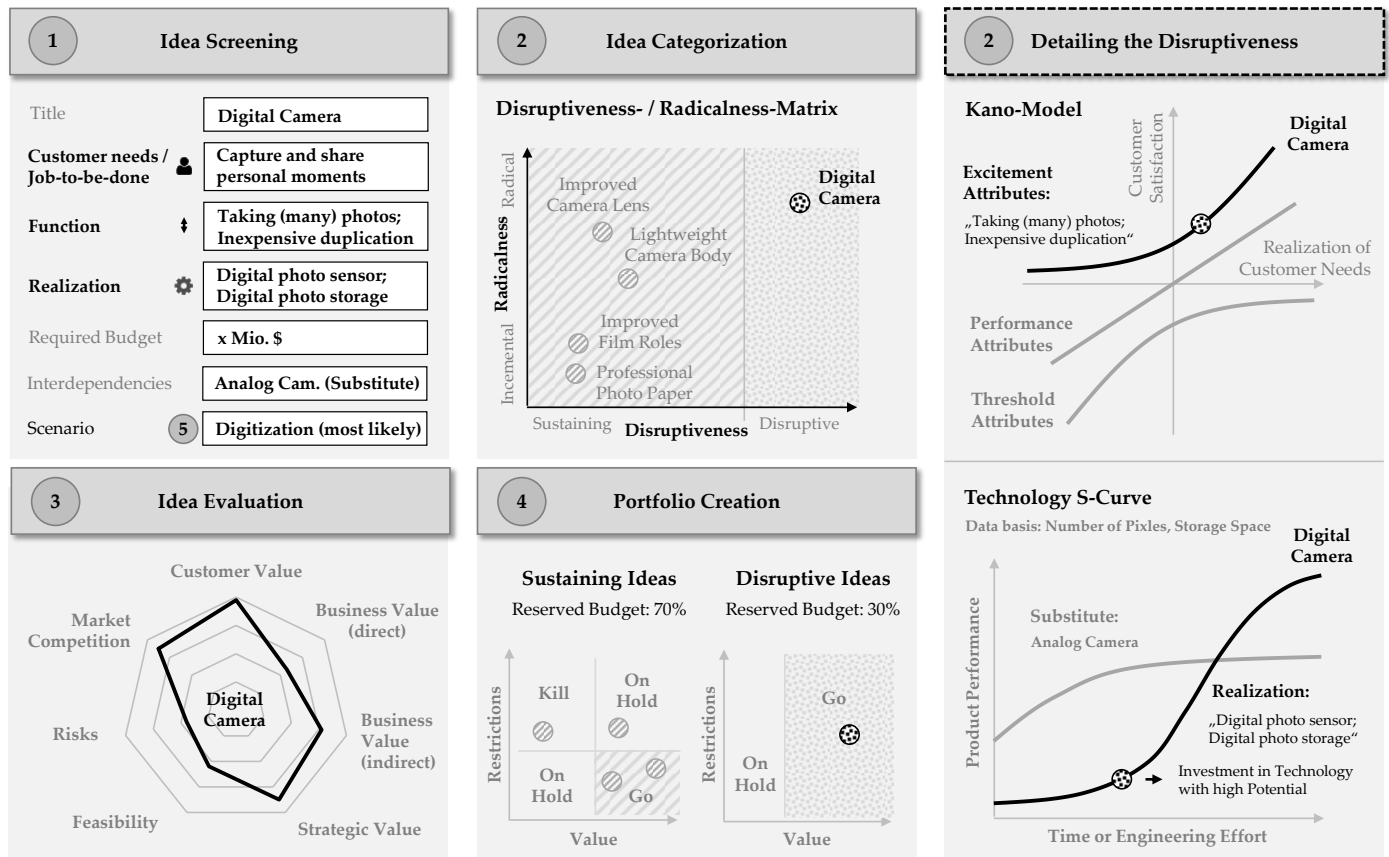 1
Idea Screening
Title
Digital Camera
Customer needs /
Job-to-be-done
Capture and share
personal moments
Function
Taking (many) photos;
Inexpensive duplication
Realization
Digital photo sensor;
Digital photo storage
Required Budget
x Mio. $
Interdependencies
Analog Cam. (Substitute)
Scenario
5
Digitization (most likely)
2
Idea Categorization
Disruptiveness- / Radicalness-Matrix
Radicalness
Radical
Incremental
Improved
Camera Lens
Lightweight
Camera Body
Improved
Film Roles
Professional
Photo Paper
Digital
Camera
Sustaining
Disruptiveness
Disruptive
2
Detailing the Disruptiveness
Kano-Model
Customer
Satisfaction
Digital
Camera
Excitement
Attributes:
„Taking (many) photos;
Inexpensive duplication“
Realization of
Customer Needs
Performance
Attributes
Threshold
Attributes
Technology S-Curve
Data basis: Number of Pixles, Storage Space
Digital
Camera
Product Performance
Substitute:
Analog Camera
Realization:
„Digital photo sensor;
Digital photo storage“
Investment in Technology
with high Potential
Time or Engineering Effort
3
Idea Evaluation
Customer Value
Business Value
(direct)
Market
Competition
Digital
Camera
Risks
Business
Value
(indirect)
Feasibility
Strategic Value
4
Portfolio Creation
Sustaining Ideas
Reserved Budget: 70%
Restrictions
Kill
On
Hold
On
Hold
Go
Value
Disruptive Ideas
Reserved Budget: 30%
Restrictions
On
Hold
Go
Value